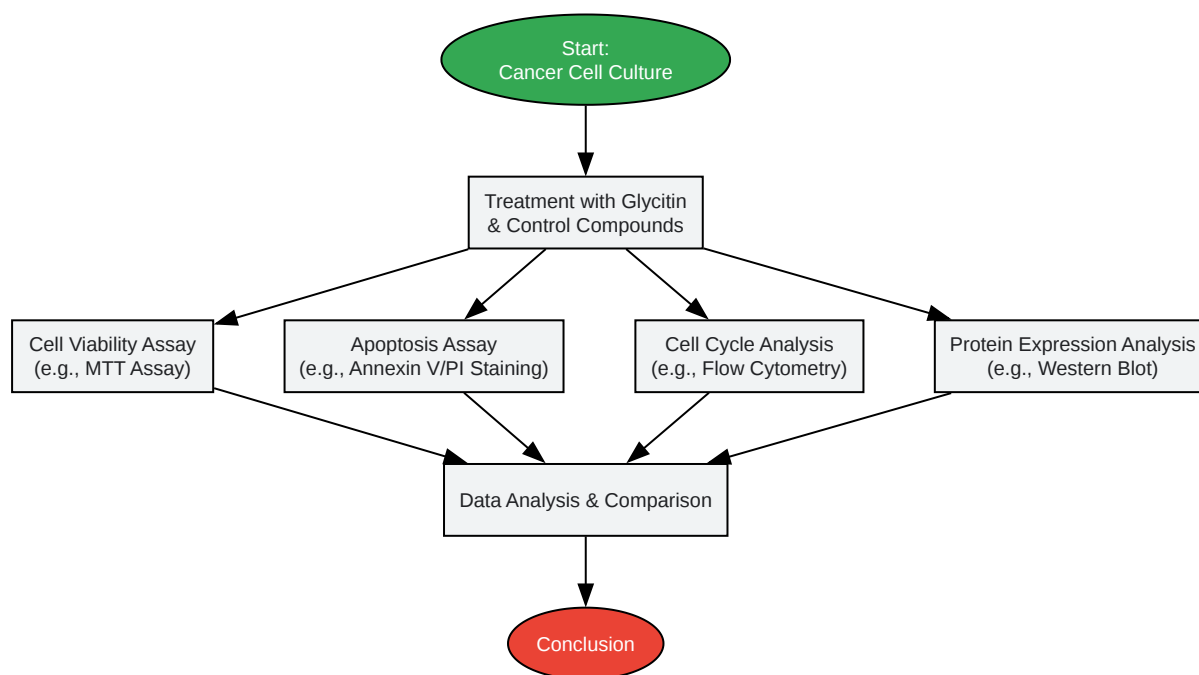 Start:
Cancer Cell Culture
Treatment with Glycitin
& Control Compounds
Cell Viability Assay
(e.g., MTT Assay)
Apoptosis Assay
(e.g., Annexin V/PI Staining)
Cell Cycle Analysis
(e.g., Flow Cytometry)
Protein Expression Analysis
(e.g., Western Blot)
Data Analysis & Comparison
Conclusion